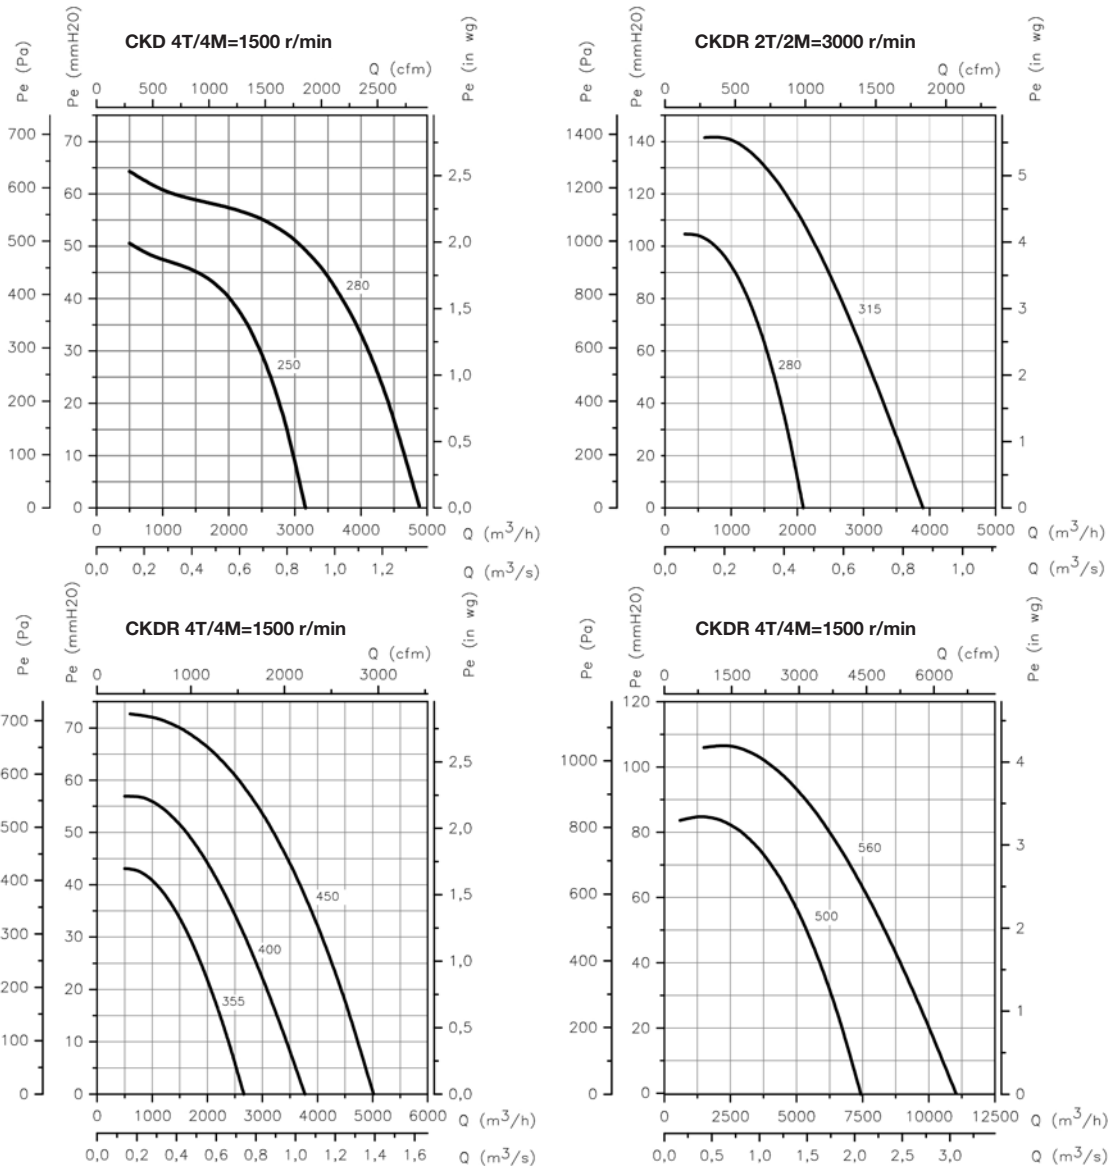 CKD 4T/4M=1500 r/min
Pe (Pa)
Pe (mmH2O)
Q (cfm)
Pe (in wg)
0 500 1000 1500 2000 2500
700 600 500 400 300 200 100 0
70 60 50 40 30 20 10 0
2,5 2,0 1,5 1,0 0,5 0,0
280
250
0 1000 2000 3000 4000 5000 Q (m³/h)
0,0 0,2 0,4 0,6 0,8 1,0 1,2 Q (m³/s)
CKDR 2T/2M=3000 r/min
Pe (Pa)
Pe (mmH2O)
Q (cfm)
Pe (in wg)
0 500 1000 1500 2000
1400 1200 1000 800 600 400 200 0
140 120 100 80 60 40 20 0
5 4 3 2 1 0
315
280
0 1000 2000 3000 4000 5000 Q (m³/h)
0,0 0,2 0,4 0,6 0,8 1,0 Q (m³/s)
CKDR 4T/4M=1500 r/min
Pe (Pa)
Pe (mmH2O)
Q (cfm)
Pe (in wg)
0 1000 2000 3000
700 600 500 400 300 200 100 0
70 60 50 40 30 20 10 0
2,5 2,0 1,5 1,0 0,5 0,0
450
400
355
0 1000 2000 3000 4000 5000 6000 Q (m³/h)
0,0 0,2 0,4 0,6 0,8 1,0 1,2 1,4 1,6 Q (m³/s)
CKDR 4T/4M=1500 r/min
Pe (Pa)
Pe (mmH2O)
Q (cfm)
Pe (in wg)
0 1500 3000 4500 6000
1000 800 600 400 200 0
120 100 80 60 40 20 0
4 3 2 1 0
560
500
0 2500 5000 7500 10000 12500 Q (m³/h)
0,0 0,5 1,0 1,5 2,0 2,5 3,0 Q (m³/s)